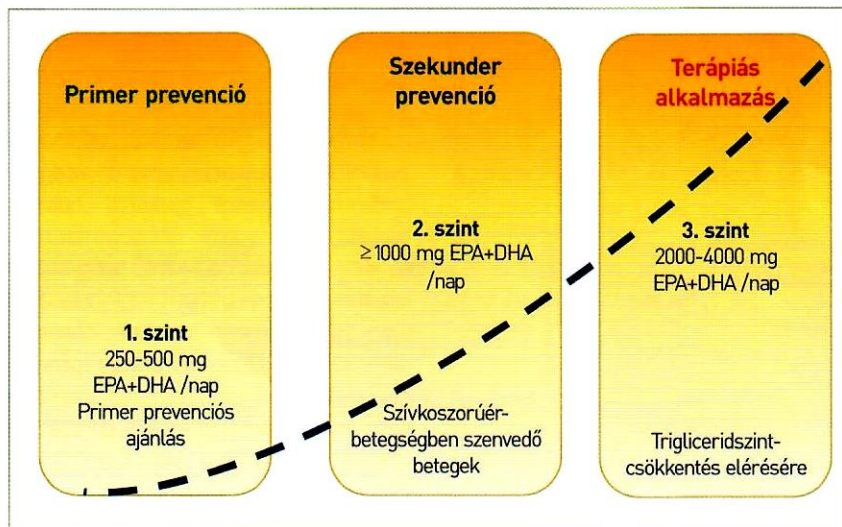 Primer prevenció
1. szint
250-500 mg
EPA+DHA /nap
Primer prevenciós
ajánlás
Szekunder
prevenció
2. szint
≥1000 mg EPA+DHA
/nap
Szívkoszorúér-
betegségben szenvedő
betegek
Terápiás
alkalmazás
3. szint
2000-4000 mg
EPA+DHA /nap
Trigliceridszint-
csökkentés elérésére